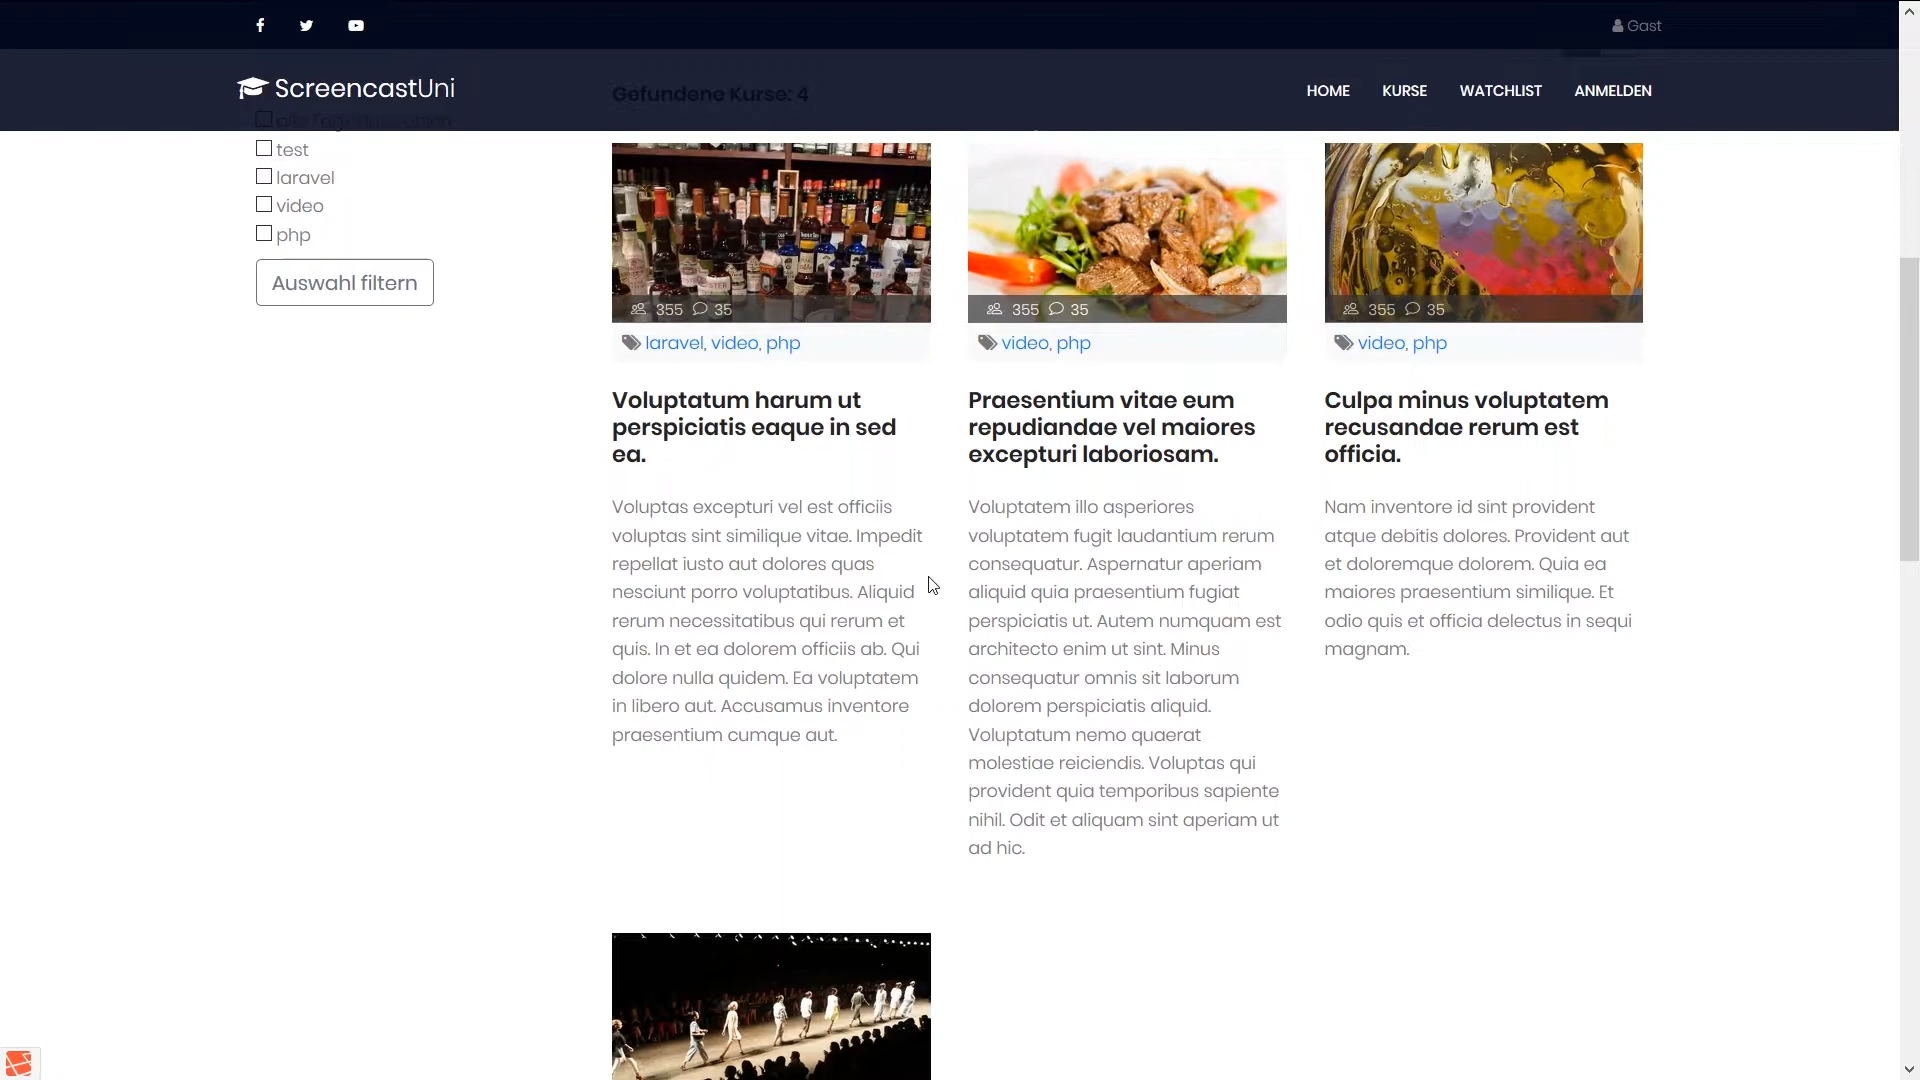 Gast
ScreencastUni
HOME KURSE WATCHLIST ANMELDEN
Gefundene Kurse: 4
test
laravel
video
php
Auswahl filtern
355 35
laravel, video, php
Voluptatum harum ut
perspiciatis eaque in sed
ea.
Voluptas excepturi vel est officiis
voluptas sint similique vitae. Impedit
repellat iusto aut dolores quas
nesciunt porro voluptatibus. Aliquid
rerum necessitatibus qui rerum et
quis. In et ea dolorem officiis ab. Qui
dolore nulla quidem. Ea voluptatem
in libero aut. Accusamus inventore
praesentium cumque aut.
355 35
video, php
Praesentium vitae eum
repudiandae vel maiores
excepturi laboriosam.
Voluptatem illo asperiores
voluptatem fugit laudantium rerum
consequatur. Aspernatur aperiam
aliquid quia praesentium fugiat
perspiciatis ut. Autem numquam est
architecto enim ut sint. Minus
consequatur omnis sit laborum
dolorem perspiciatis aliquid.
Voluptatum nemo quaerat
molestiae reiciendis. Voluptas qui
provident quia temporibus sapiente
nihil. Odit et aliquam sint aperiam ut
ad hic.
355 35
video, php
Culpa minus voluptatem
recusandae rerum est
officia.
Nam inventore id sint provident
atque debitis dolores. Provident aut
et doloremque dolorem. Quia ea
maiores praesentium similique. Et
odio quis et officia delectus in sequi
magnam.